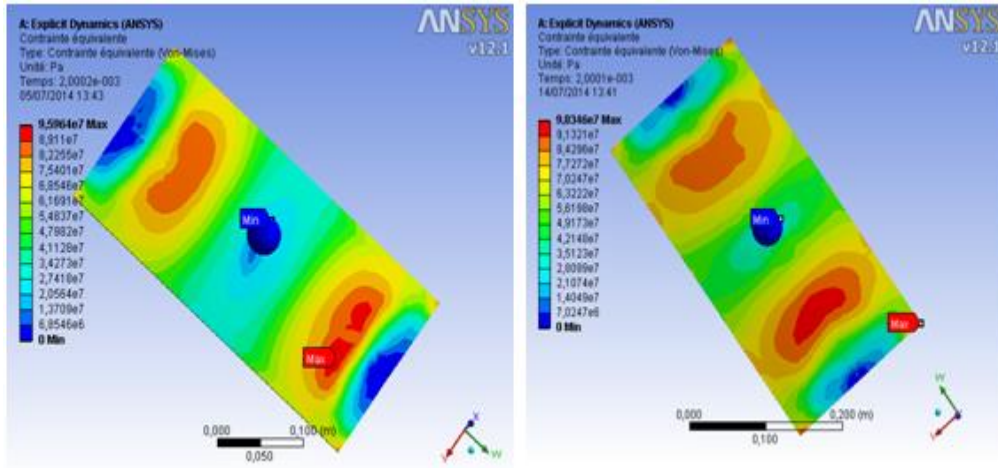 A: Explicit Dynamics (ANSYS)
Contrainte équivalente
Type: Contrainte équivalente (Von-Mises)
Unité: Pa
Temps: 2,0002e-003
05/07/2014 13:43
ANSYS
v12.1
9,5964e7 Max
8,911e7
8,2255e7
7,5401e7
6,8546e7
6,1691e7
5,4837e7
4,7982e7
4,1128e7
3,4273e7
2,7418e7
2,0564e7
1,3709e7
6,8546e6
0 Min
Min
Max
0,000
0,100 (m)
0,050
X
Y
A: Explicit Dynamics (ANSYS)
Contrainte équivalente
Type: Contrainte équivalente (Von-Mises)
Unité: Pa
Temps: 2,0001e-003
14/07/2014 13:41
ANSYS
v12.1
9,8346e7 Max
9,1321e7
8,4296e7
7,7272e7
7,0247e7
6,3222e7
5,6198e7
4,9173e7
4,2148e7
3,5123e7
2,8099e7
2,1074e7
1,4049e7
7,0247e6
0 Min
Min
Max
0,000
0,200 (m)
0,100
X
Y